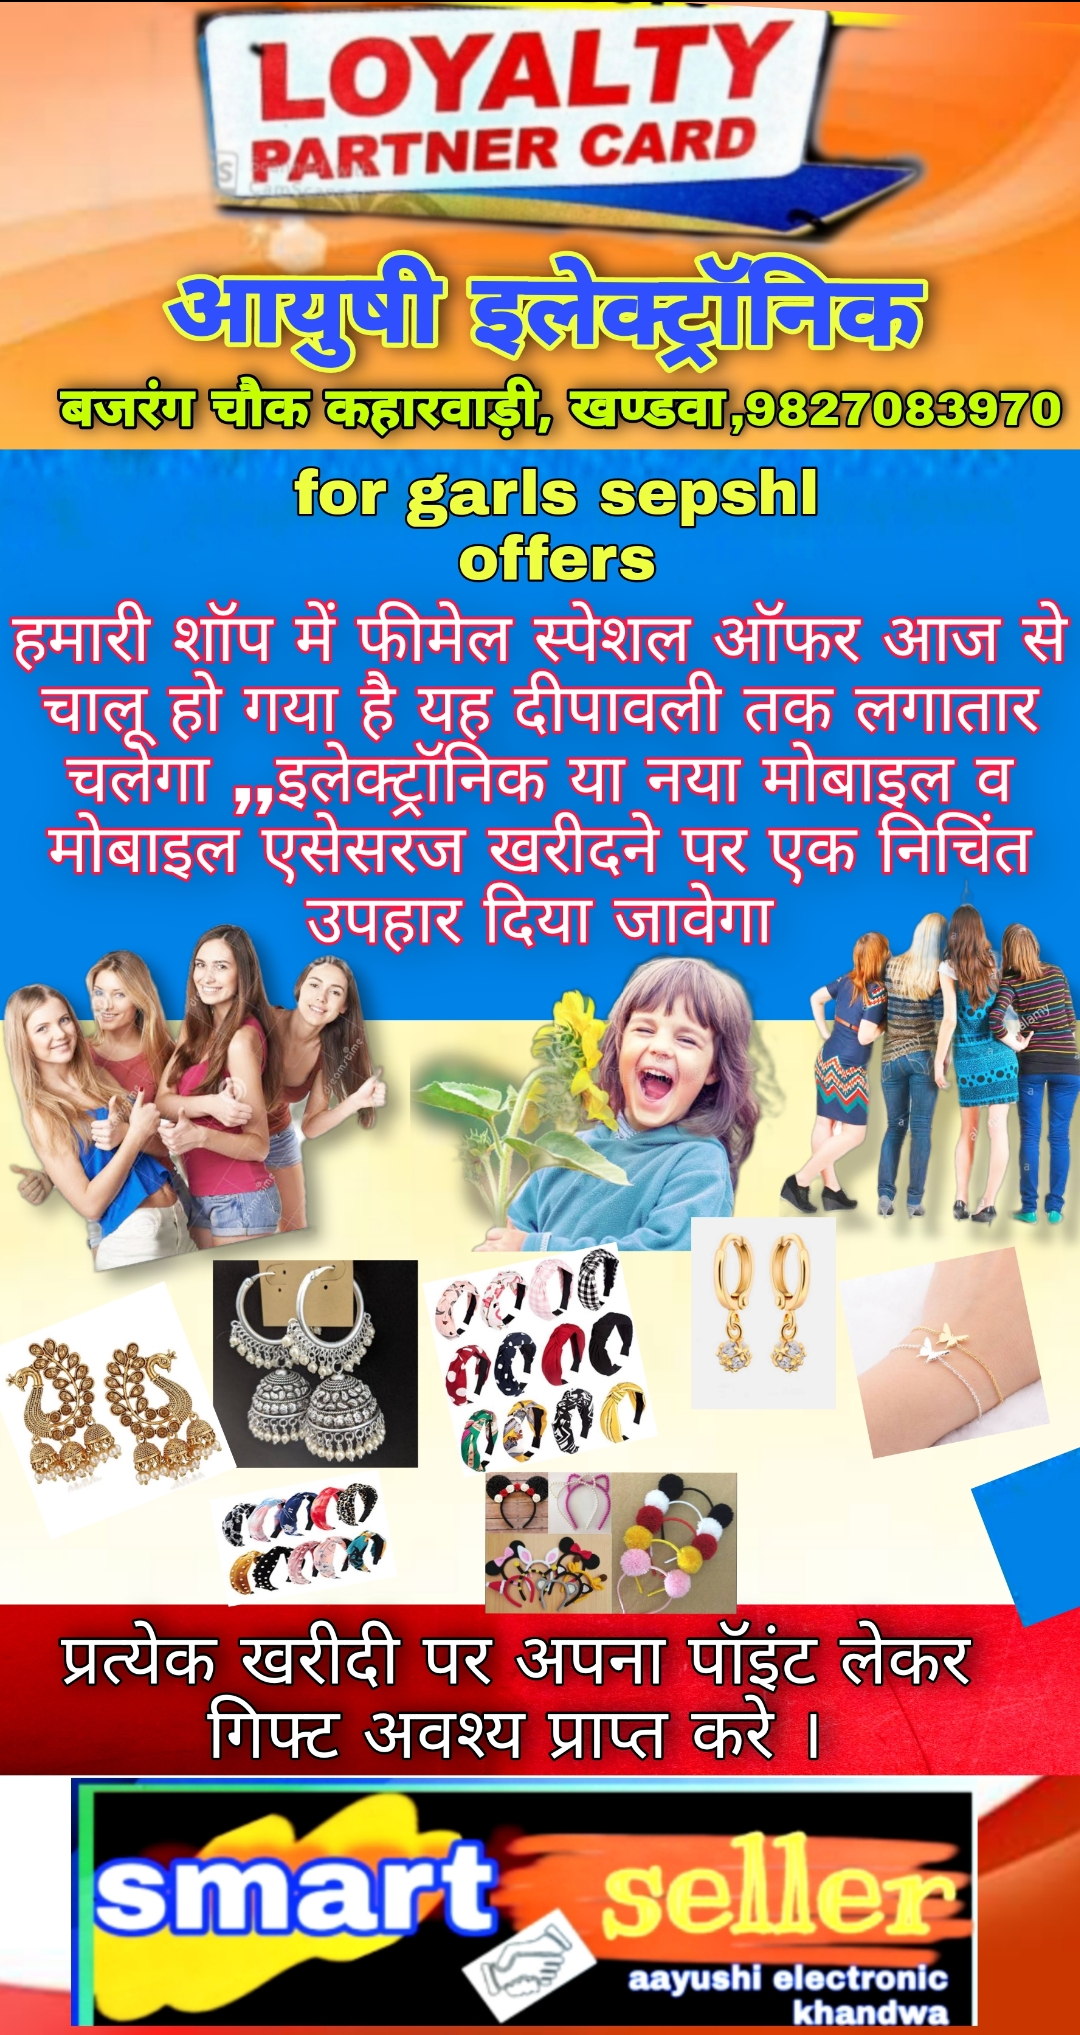 LOYALTY
PARTNER CARD
आयुषी इलेक्ट्रॉनिक
बजरंग चौक कहारवाड़ी, खण्डवा,9827083970
for garls sepshl
offers
हमारी शॉप में फीमेल स्पेशल ऑफर आज से
चालू हो गया है यह दीपावली तक लगातार
चलेगा ,,इलेक्ट्रॉनिक या नया मोबाइल व
मोबाइल एसेसरज खरीदने पर एक निचिंत
उपहार दिया जावेगा
प्रत्येक खरीदी पर अपना पॉइंट लेकर
गिफ्ट अवश्य प्राप्त करे ।
smart seller
aayushi electronic
khandwa